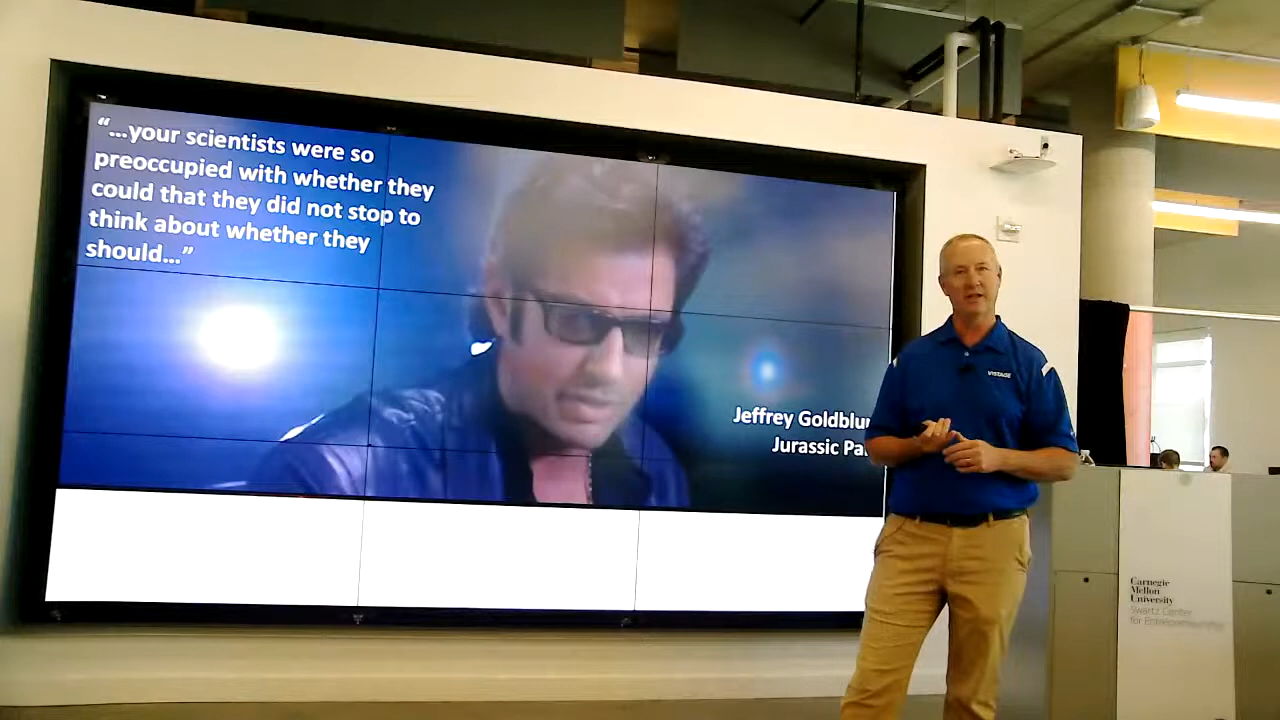 “...your scientists were so
preoccupied with whether they
could that they did not stop to
think about whether they
should...”
Jeffrey Goldblu
Jurassic Pa
VISTAGE
Carnegie
Mellon
University
Swartz Center
for Entrepreneurship